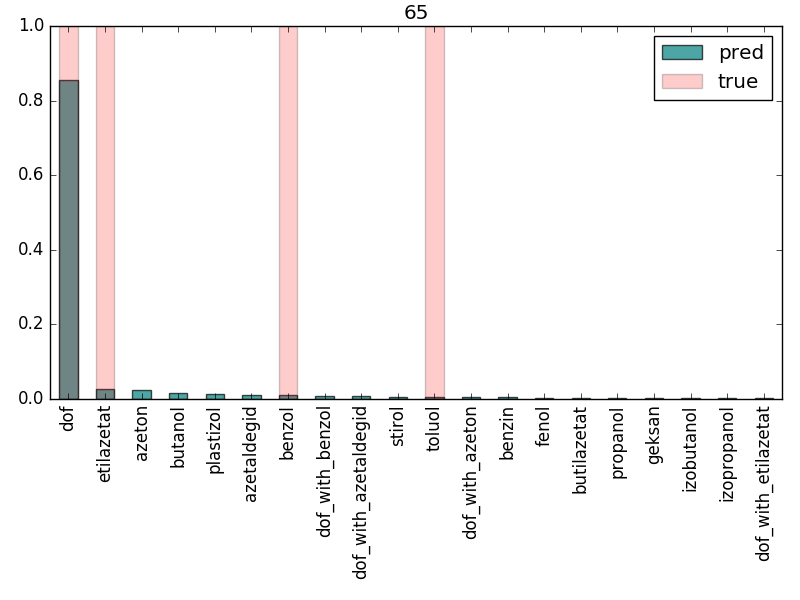 65
1.0
0.8
0.6
0.4
0.2
0.0
pred
true
dof
etilazetat
azeton
butanol
plastizol
azetaldegid
benzol
dof_with_benzol
dof_with_azetaldegid
stirol
toluol
dof_with_azeton
benzin
fenol
butilazetat
propanol
geksan
izobutanol
izopropanol
dof_with_etilazetat